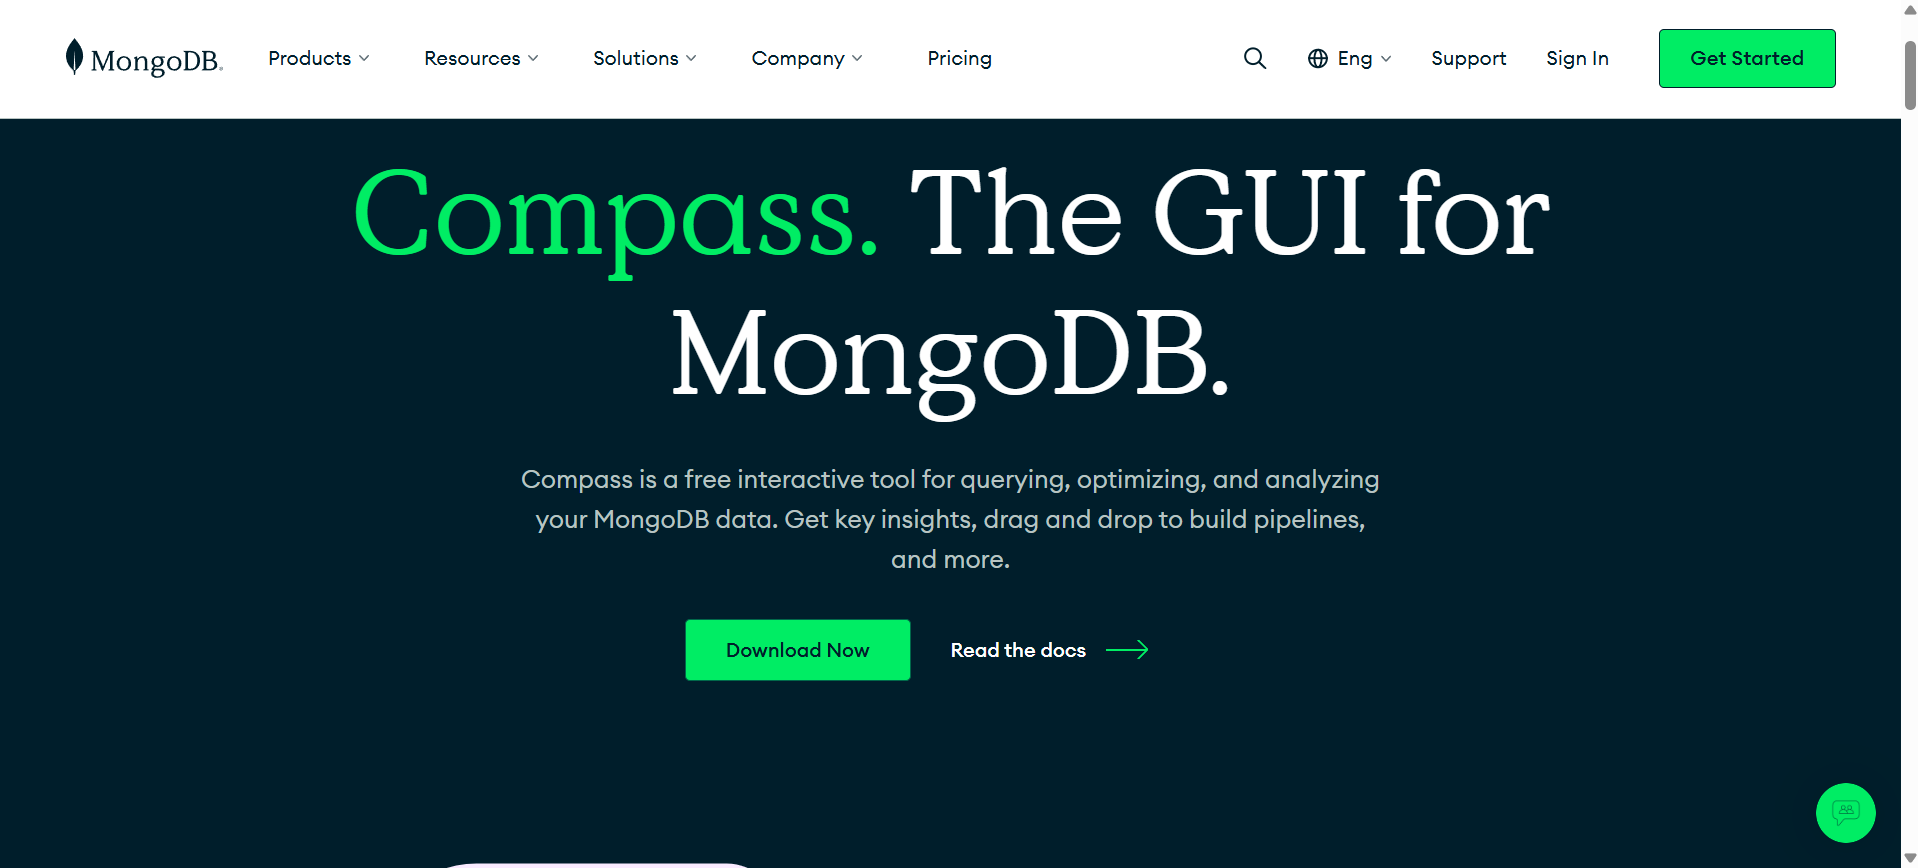 MongoDB.
Products
Resources
Solutions
Company
Pricing
Eng
Support
Sign In
Get Started
Compass. The GUI for
MongoDB.
Compass is a free interactive tool for querying, optimizing, and analyzing
your MongoDB data. Get key insights, drag and drop to build pipelines,
and more.
Download Now
Read the docs